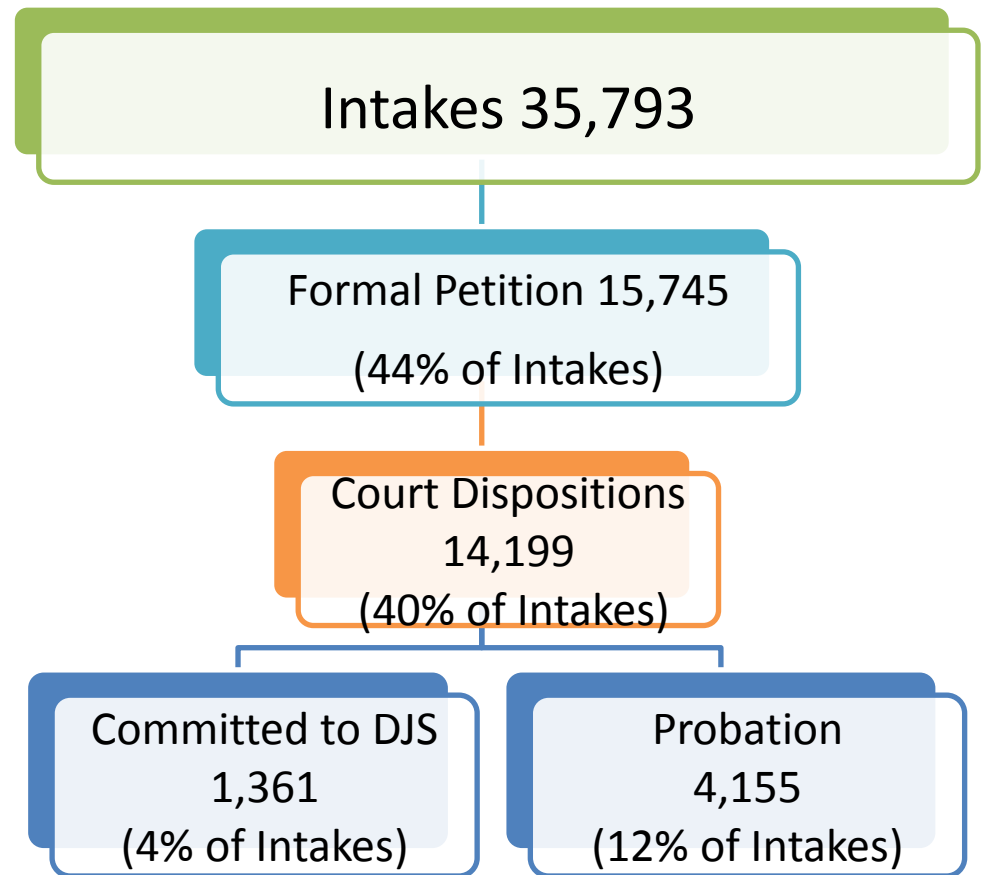 Intakes 35,793
Formal Petition 15,745
(44% of Intakes)
Court Dispositions
14,199
(40% of Intakes)
Committed to DJS
1,361
(4% of Intakes)
Probation
4,155
(12% of Intakes)